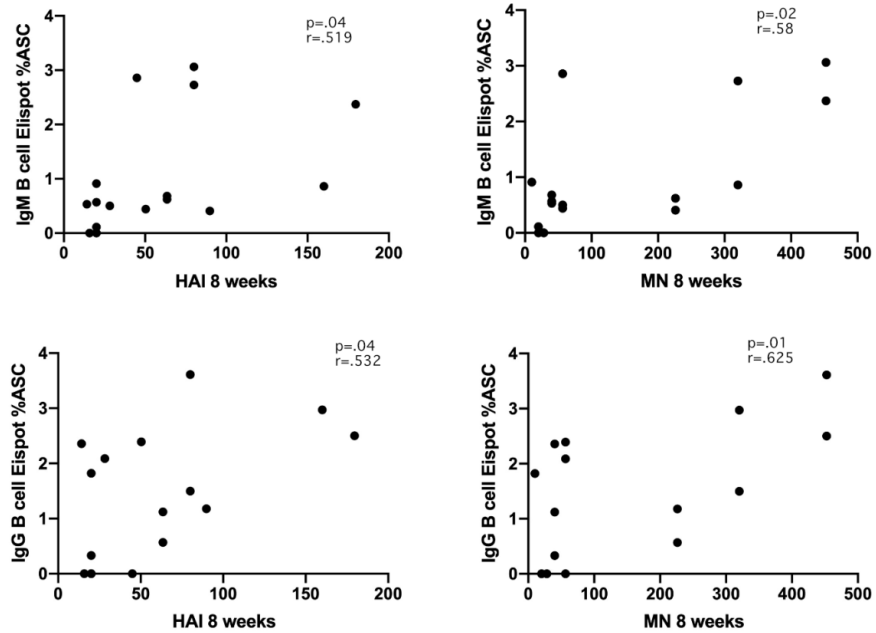 p=.04
r=.519
IgM B cell Elispot %ASC
4
3
2
1
0
0 50 100 150 200
HAI 8 weeks
p=.02
r=.58
IgM B cell Elispot %ASC
4
3
2
1
0
0 100 200 300 400 500
MN 8 weeks
p=.04
r=.532
IgG B cell Eispot %ASC
4
3
2
1
0
0 50 100 150 200
HAI 8 weeks
p=.01
r=.625
IgG B cell Eispot %ASC
4
3
2
1
0
0 100 200 300 400 500
MN 8 weeks